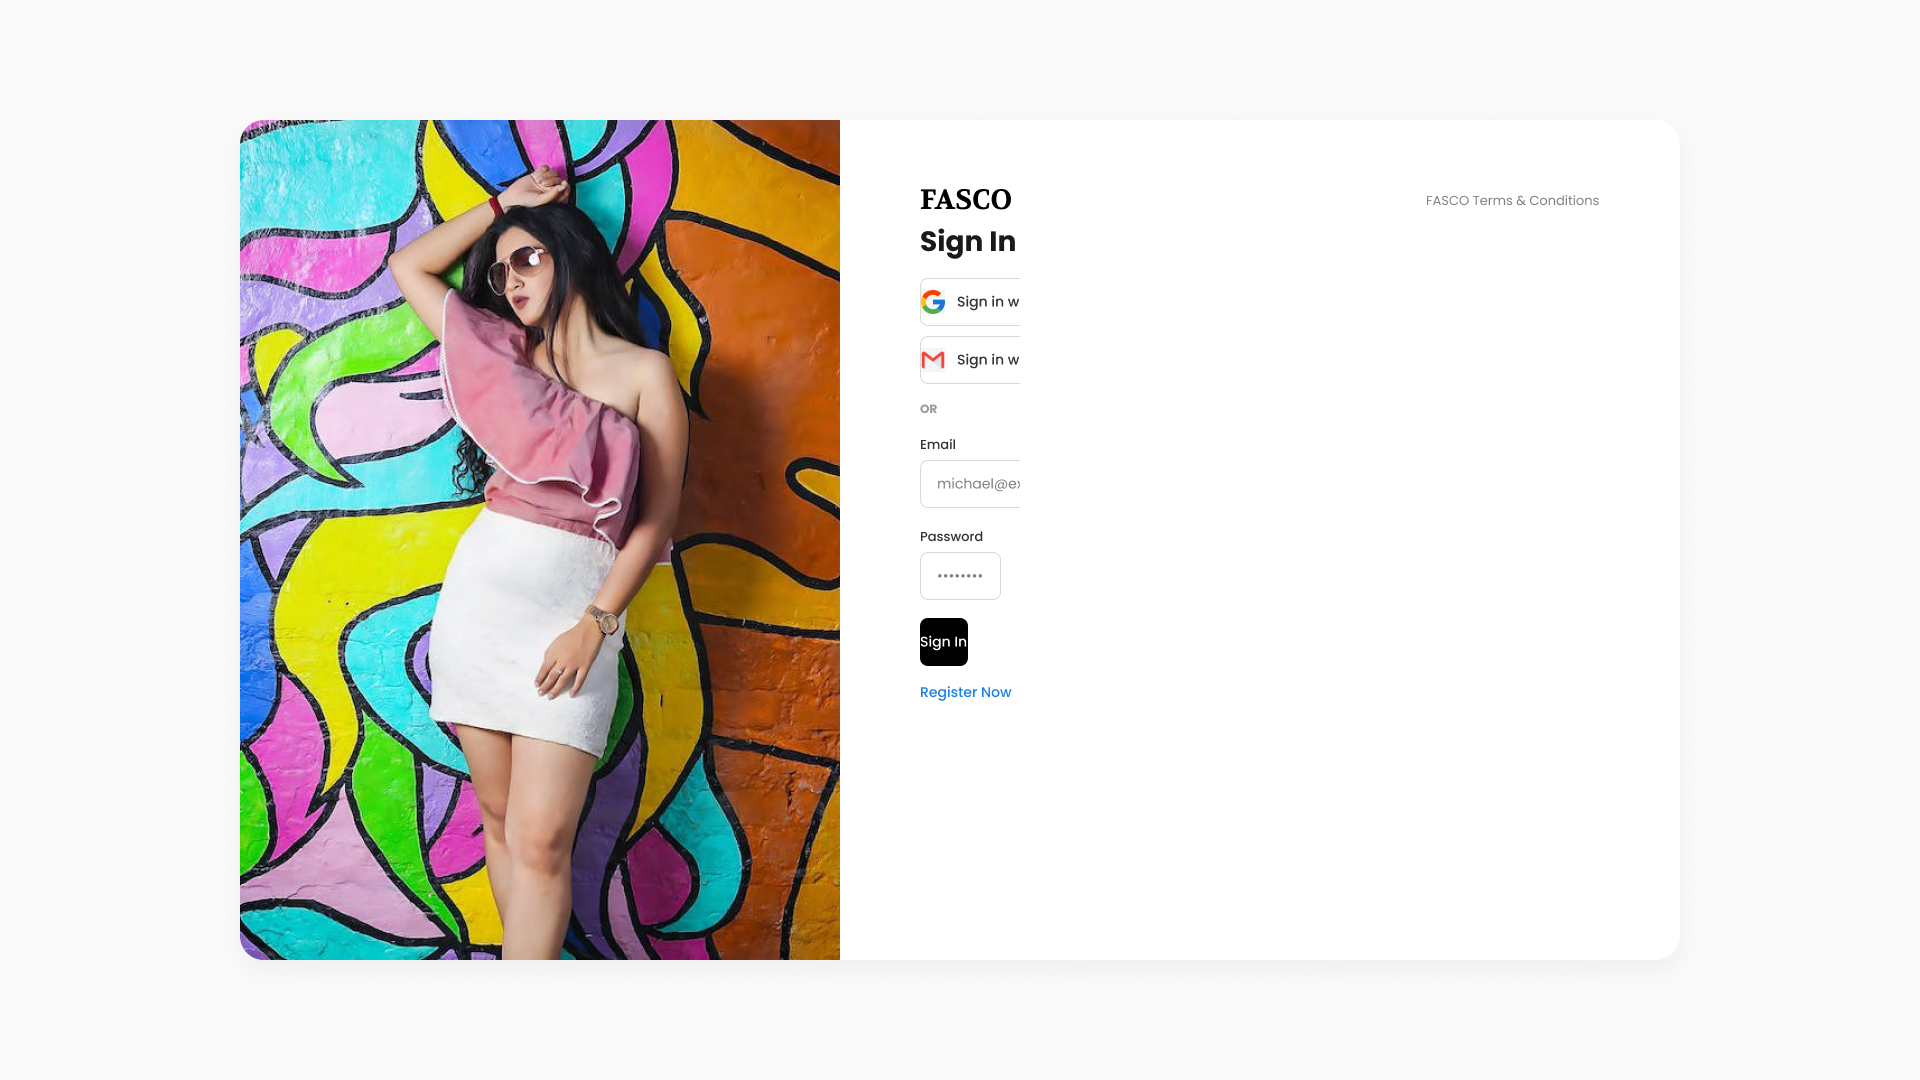 FASCO
FASCO Terms & Conditions
Sign In
Sign in w
Sign in w
OR
Email
michael@ex
Password
••••••••
Sign In
Register Now